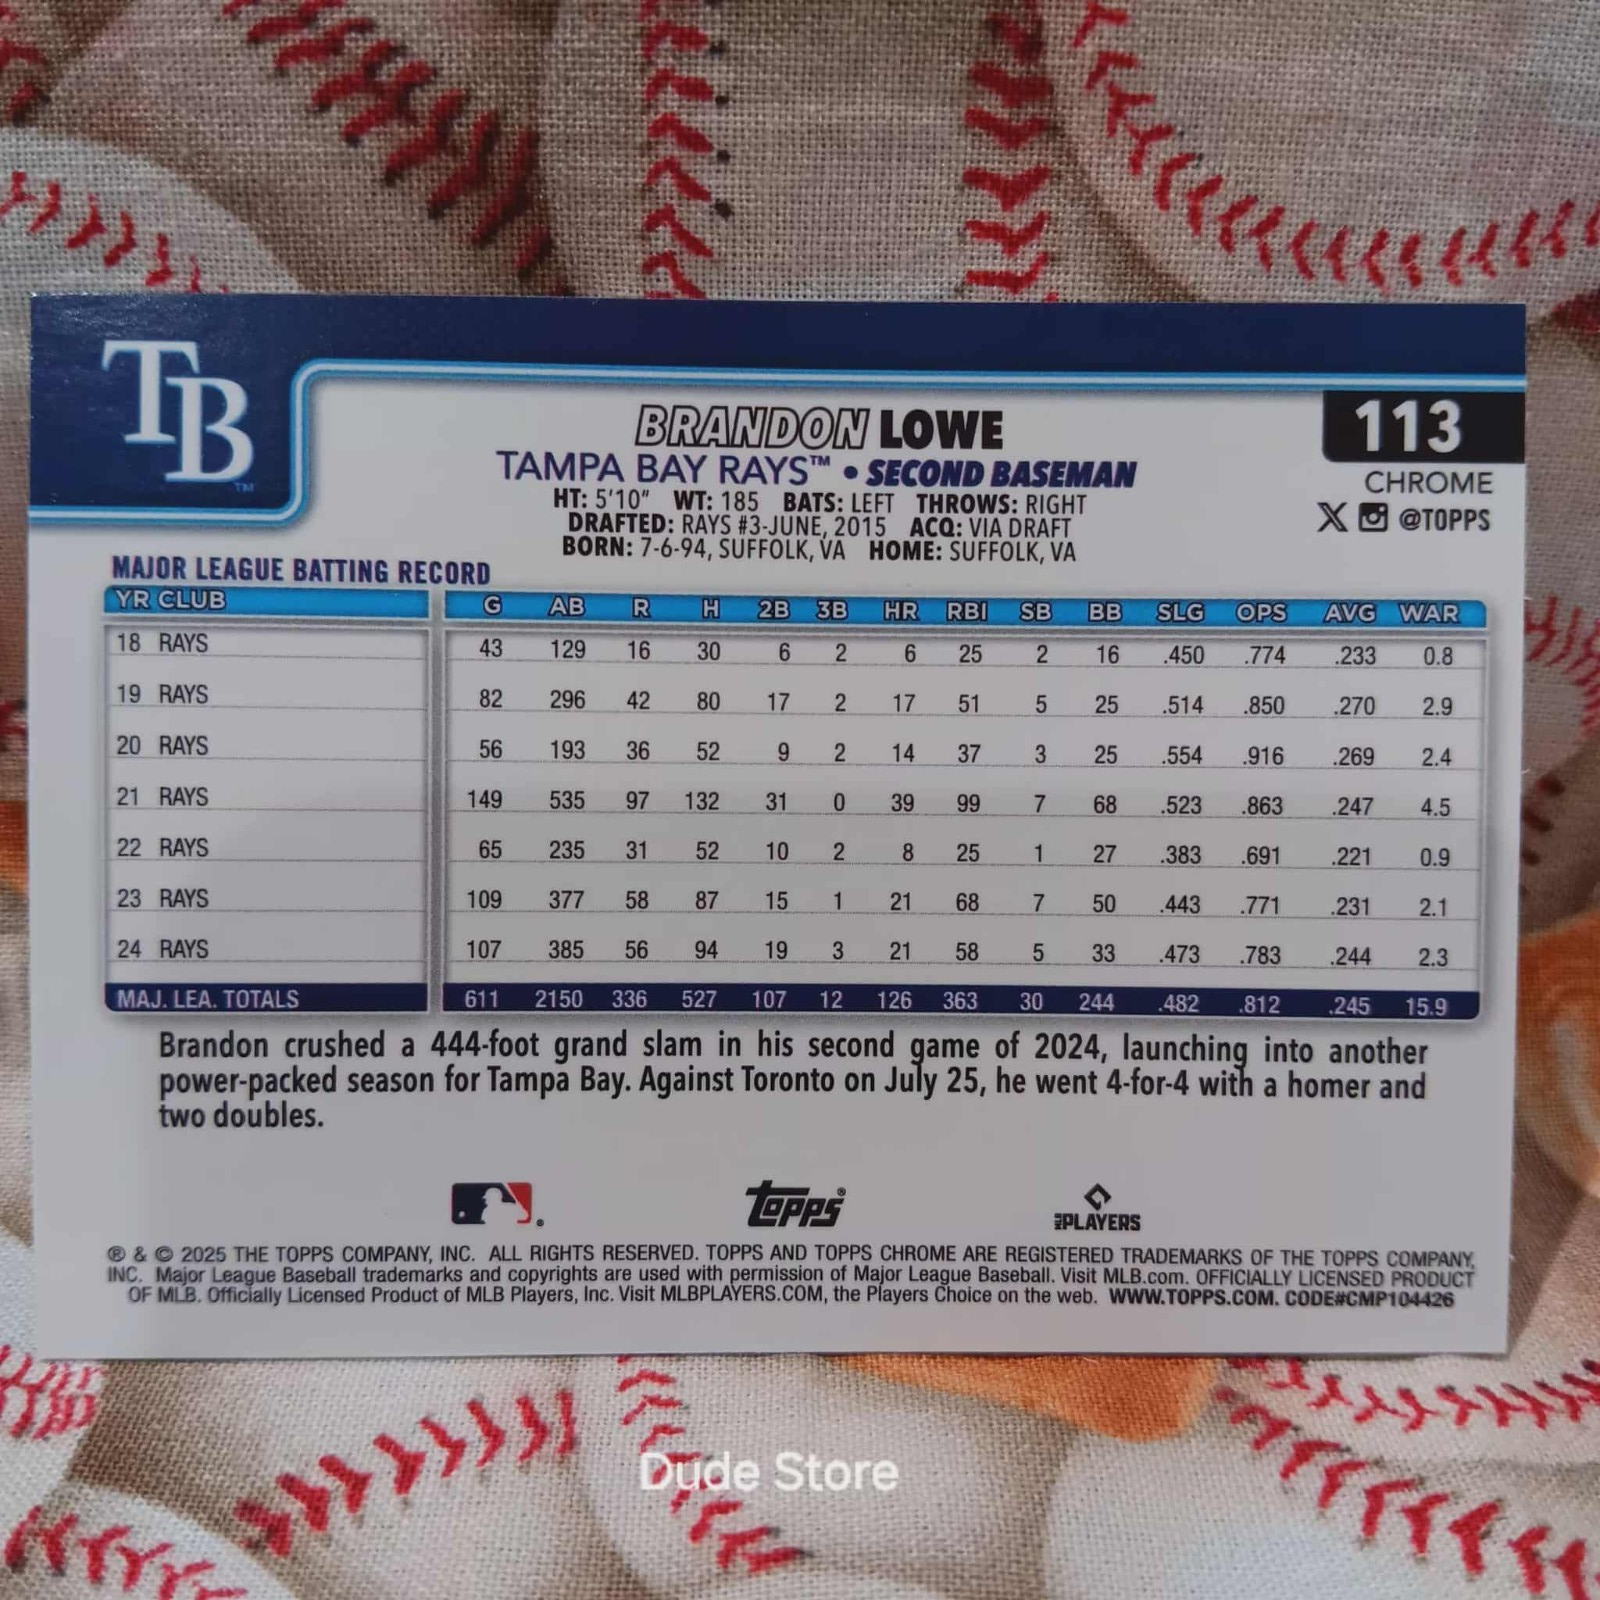 TB™
BRANDON LOWE
113
TAMPA BAY RAYS™ • SECOND BASEMAN
CHROME
HT: 5'10" WT: 185 BATS: LEFT THROWS: RIGHT
X @TOPPS
DRAFTED: RAYS #3-JUNE, 2015 ACQ: VIA DRAFT
BORN: 7-6-94, SUFFOLK, VA HOME: SUFFOLK, VA
MAJOR LEAGUE BATTING RECORD
YR CLUB G AB R H 2B 3B HR RBI SB BB SLG OPS AVG WAR
18 RAYS 43 129 16 30 6 2 6 25 2 16 .450 .774 .233 0.8
19 RAYS 82 296 42 80 17 2 17 51 5 25 .514 .850 .270 2.9
20 RAYS 56 193 36 52 9 2 14 37 3 25 .554 .916 .269 2.4
21 RAYS 149 535 97 132 31 0 39 99 7 68 .523 .863 .247 4.5
22 RAYS 65 235 31 52 10 2 8 25 1 27 .383 .691 .221 0.9
23 RAYS 109 377 58 87 15 1 21 68 7 50 .443 .771 .231 2.1
24 RAYS 107 385 56 94 19 3 21 58 5 33 .473 .783 .244 2.3
MAJ. LEA. TOTALS 611 2150 336 527 107 12 126 363 30 244 .482 .812 .245 15.9
Brandon crushed a 444-foot grand slam in his second game of 2024, launching into another
power-packed season for Tampa Bay. Against Toronto on July 25, he went 4-for-4 with a homer and
two doubles.
topps®
MLB PLAYERS
® & © 2025 THE TOPPS COMPANY, INC. ALL RIGHTS RESERVED. TOPPS AND TOPPS CHROME ARE REGISTERED TRADEMARKS OF THE TOPPS COMPANY,
INC. Major League Baseball trademarks and copyrights are used with permission of Major League Baseball. Visit MLB.com. OFFICIALLY LICENSED PRODUCT
OF MLB. Officially Licensed Product of MLB Players, Inc. Visit MLBPLAYERS.COM, the Players Choice on the web. WWW.TOPPS.COM. CODE#CMP104426
Dude Store